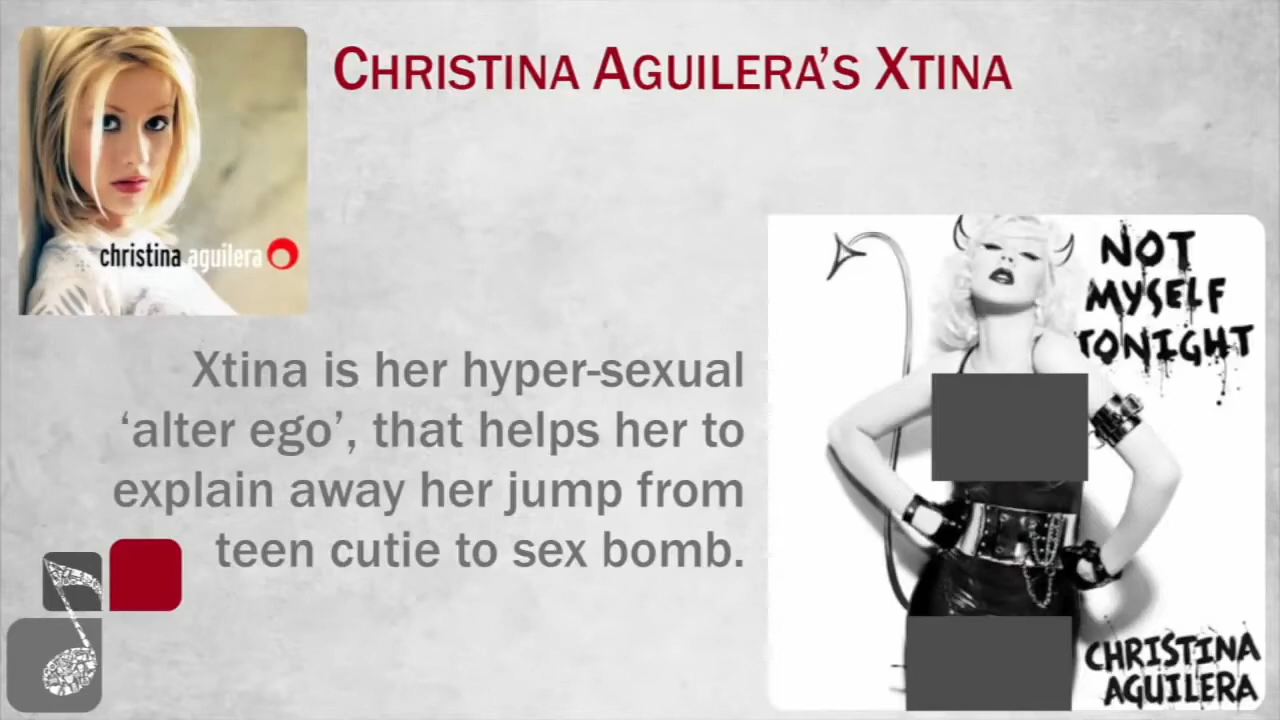 CHRISTINA AGUILERA'S XTINA
christina aguilera
NOT
MYSELF
TONIGHT
Xtina is her hyper-sexual
‘alter ego’, that helps her to
explain away her jump from
teen cutie to sex bomb.
CHRISTINA
AGUILERA